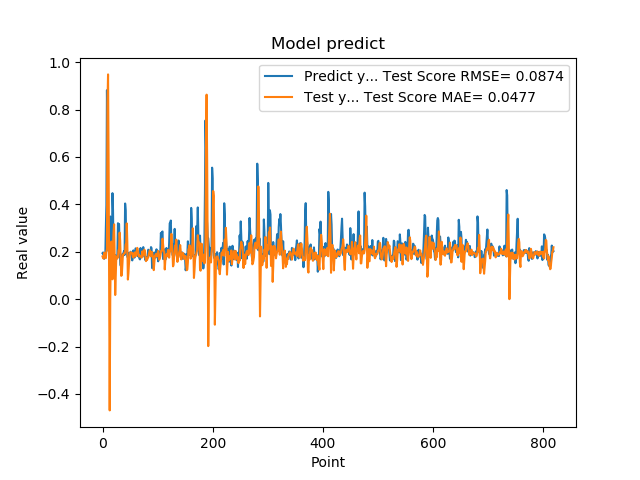 Model predict
Predict y... Test Score RMSE= 0.0874
Test y... Test Score MAE= 0.0477
Real value
1.0
0.8
0.6
0.4
0.2
0.0
−0.2
−0.4
0 200 400 600 800
Point